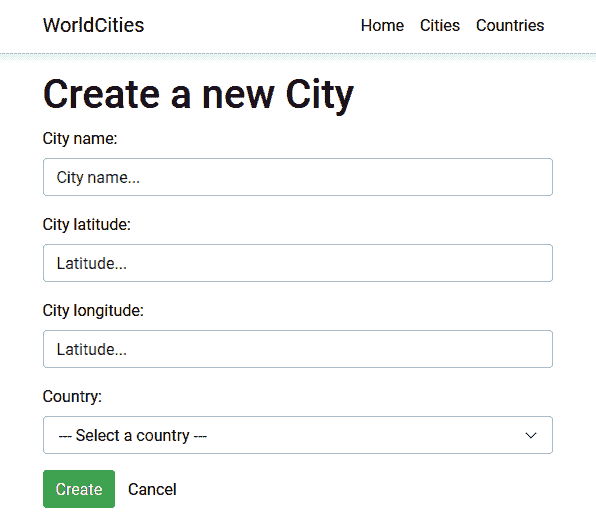 WorldCities Home Cities Countries
Create a new City
City name:
City name...
City latitude:
Latitude...
City longitude:
Latitude...
Country:
--- Select a country ---
Create Cancel